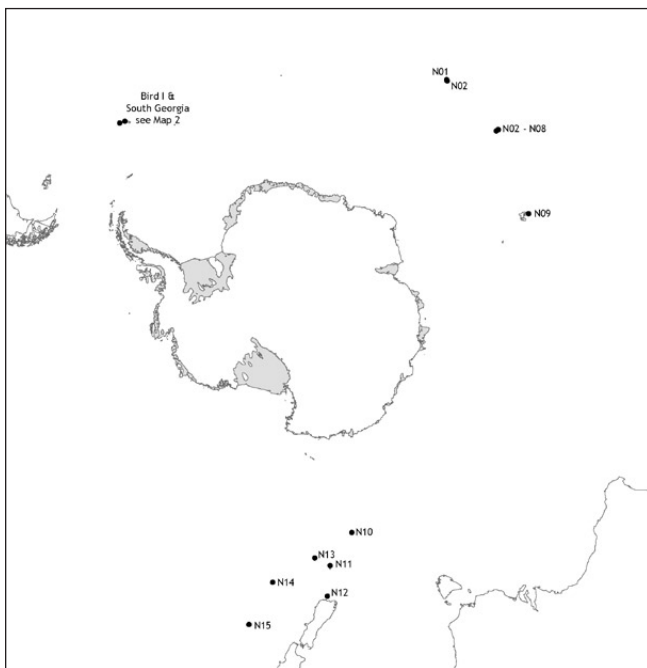 N01
N02
Bird I &
South Georgia
see Map 2
N02 - N08
N09
N10
N13
N11
N14
N12
N15